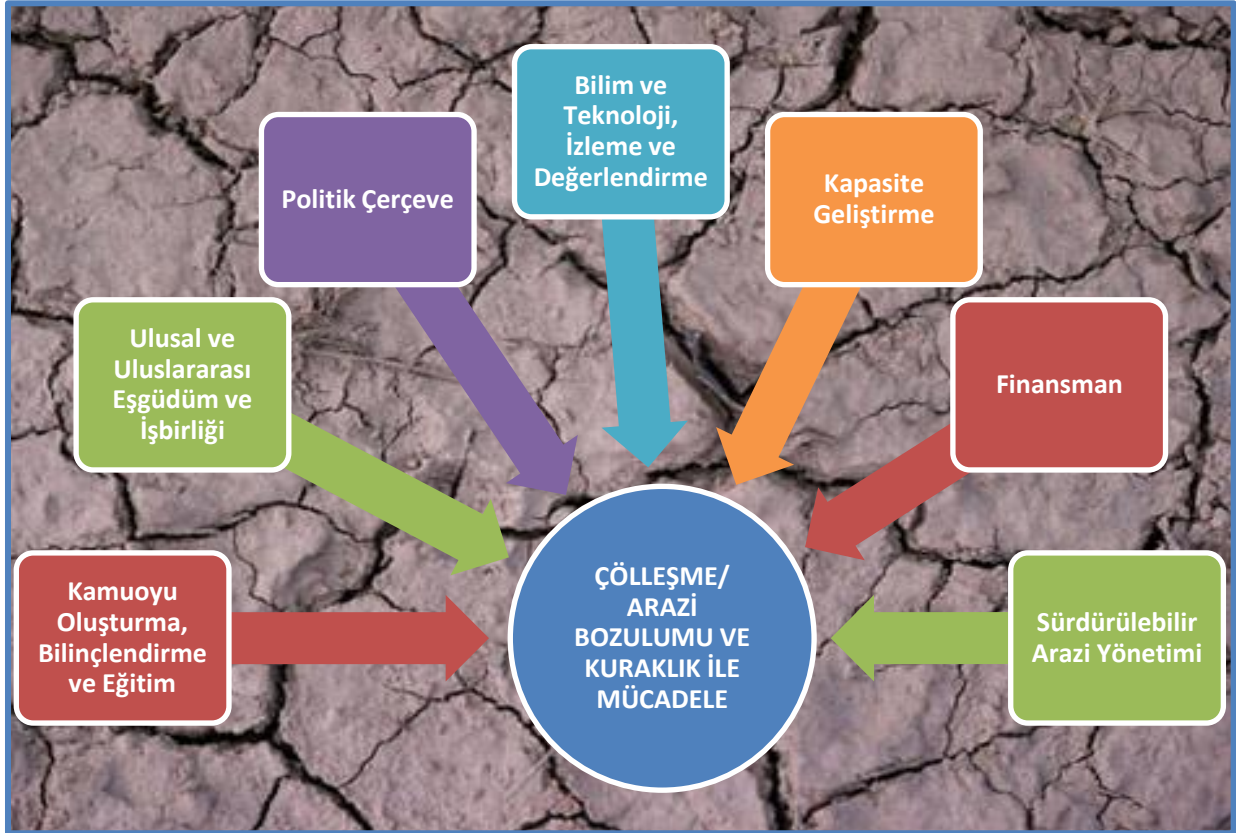 Bilim ve
Teknoloji,
İzleme ve
Değerlendirme
Politik Çerçeve
Kapasite
Geliştirme
Ulusal ve
Uluslararası
Eşgüdüm ve
İşbirliği
Finansman
Kamuoyu
Oluşturma,
Bilinçlendirme
ve Eğitim
ÇÖLLEŞME/
ARAZİ
BOZULUMU VE
KURAKLIK İLE
MÜCADELE
Sürdürülebilir
Arazi Yönetimi